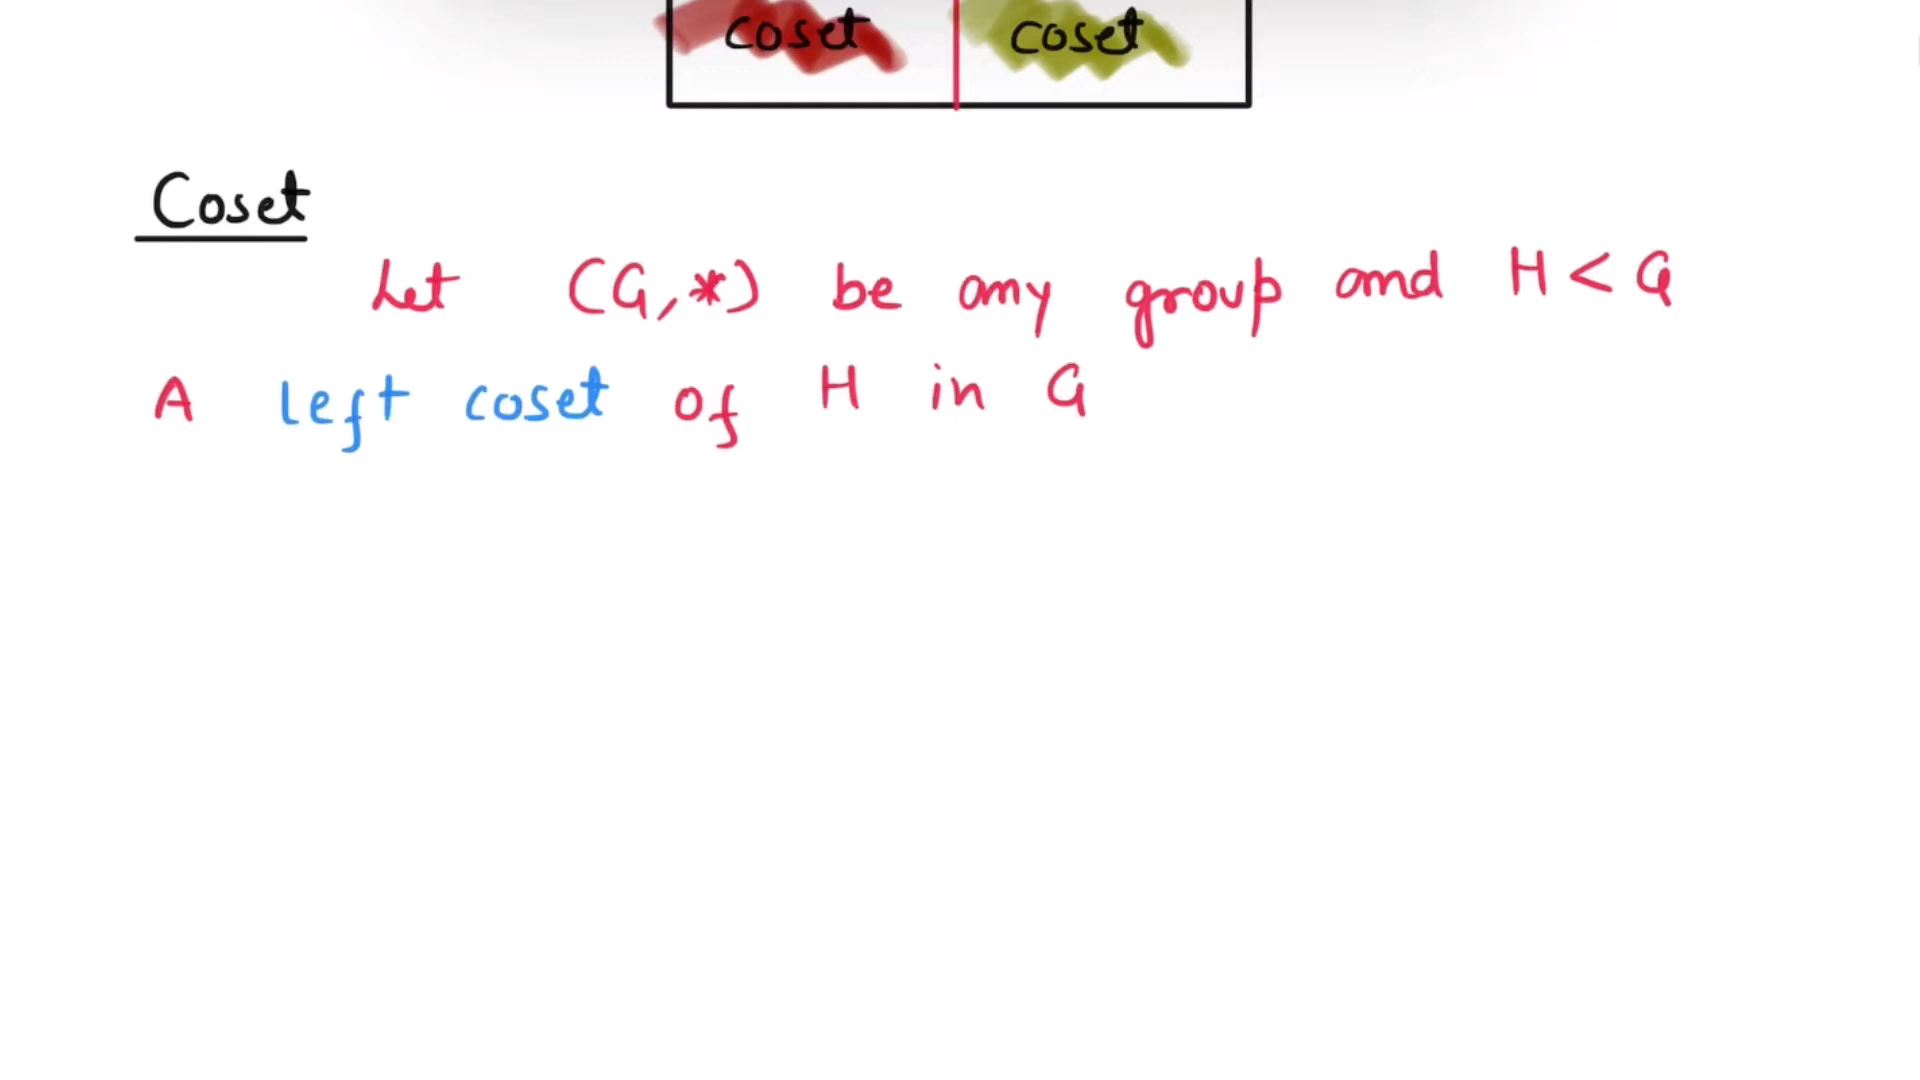 coset coset
Coset
Let (G,*) be any group and H < G
A left coset of H in G